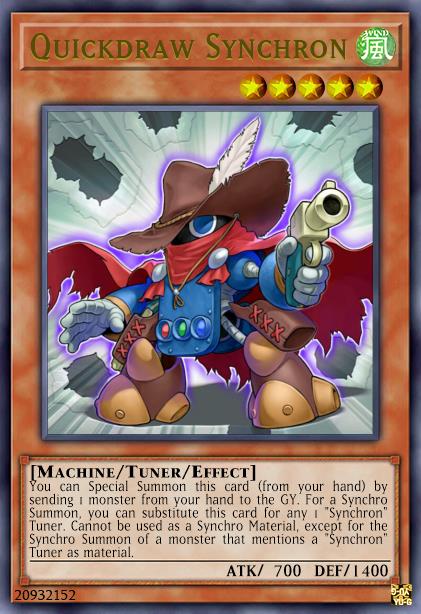 QUICKDRAW SYNCHRON
WIND
風
[MACHINE/TUNER/EFFECT]
You can Special Summon this card (from your hand) by
sending 1 monster from your hand to the GY. For a Synchro
Summon, you can substitute this card for any 1 "Synchron"
Tuner. Cannot be used as a Synchro Material, except for the
Synchro Summon of a monster that mentions a "Synchron"
Tuner as material.
ATK/ 700 DEF/1400
20932152